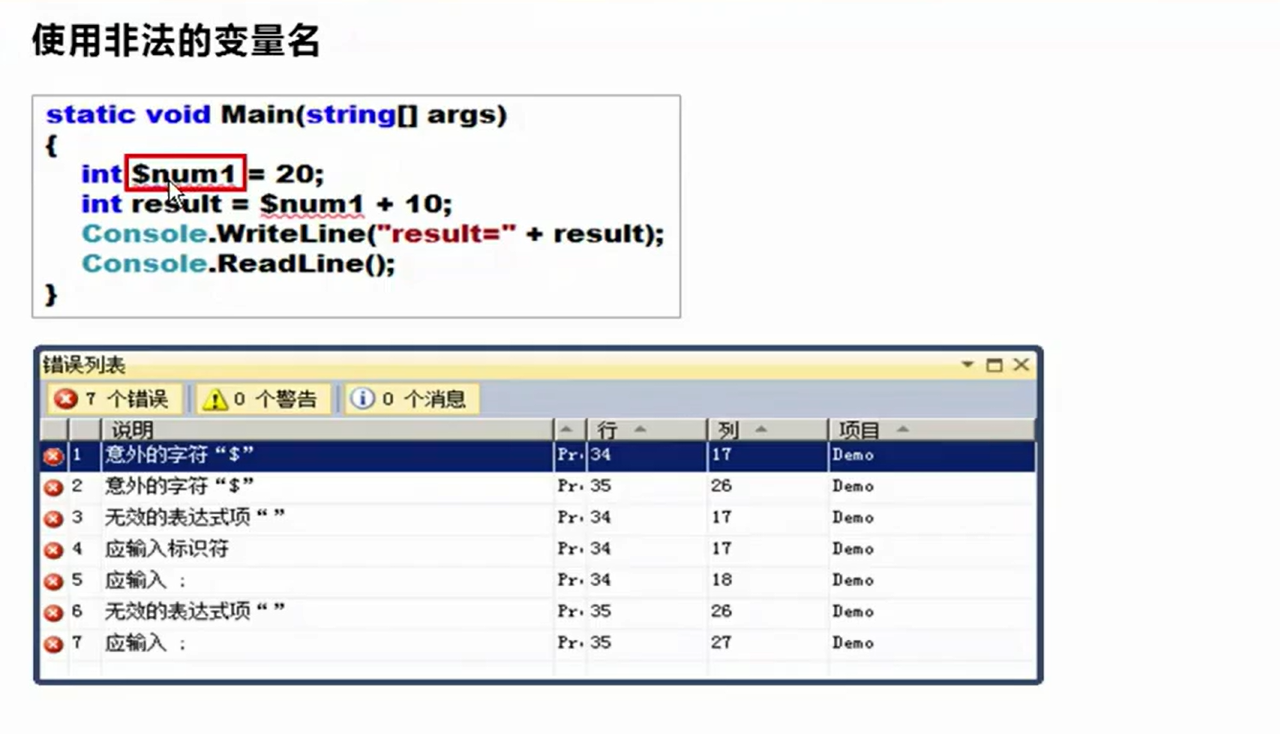 使用非法的变量名
static void Main(string[] args)
{
int $num1 = 20;
int result = $num1 + 10;
Console.WriteLine("result=" + result);
Console.ReadLine();
}
错误列表
7 个错误 0 个警告 0 个消息
说明 行 列 项目
1 意外的字符“$” Pr 34 17 Demo
2 意外的字符“$” Pr 35 26 Demo
3 无效的表达式项“” Pr 34 17 Demo
4 应输入标识符 Pr 34 17 Demo
5 应输入 ; Pr 34 18 Demo
6 无效的表达式项“” Pr 35 26 Demo
7 应输入 ; Pr 35 27 Demo